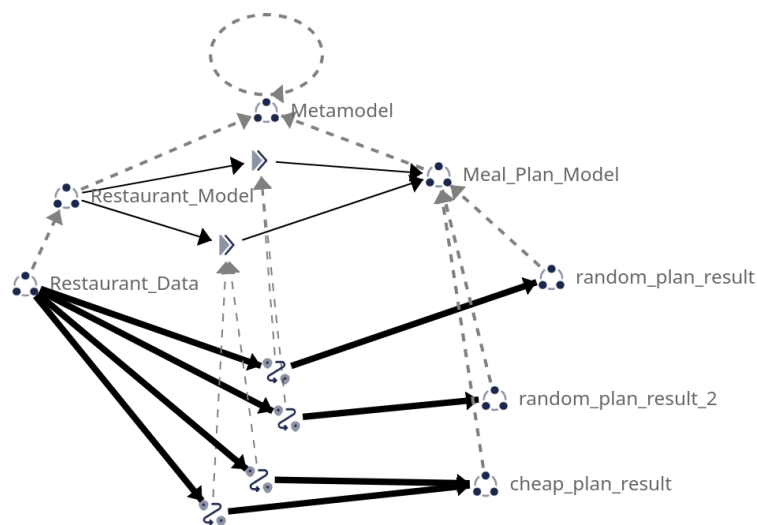 Metamodel
Meal_Plan_Model
Restaurant_Model
random_plan_result
Restaurant_Data
random_plan_result_2
cheap_plan_result